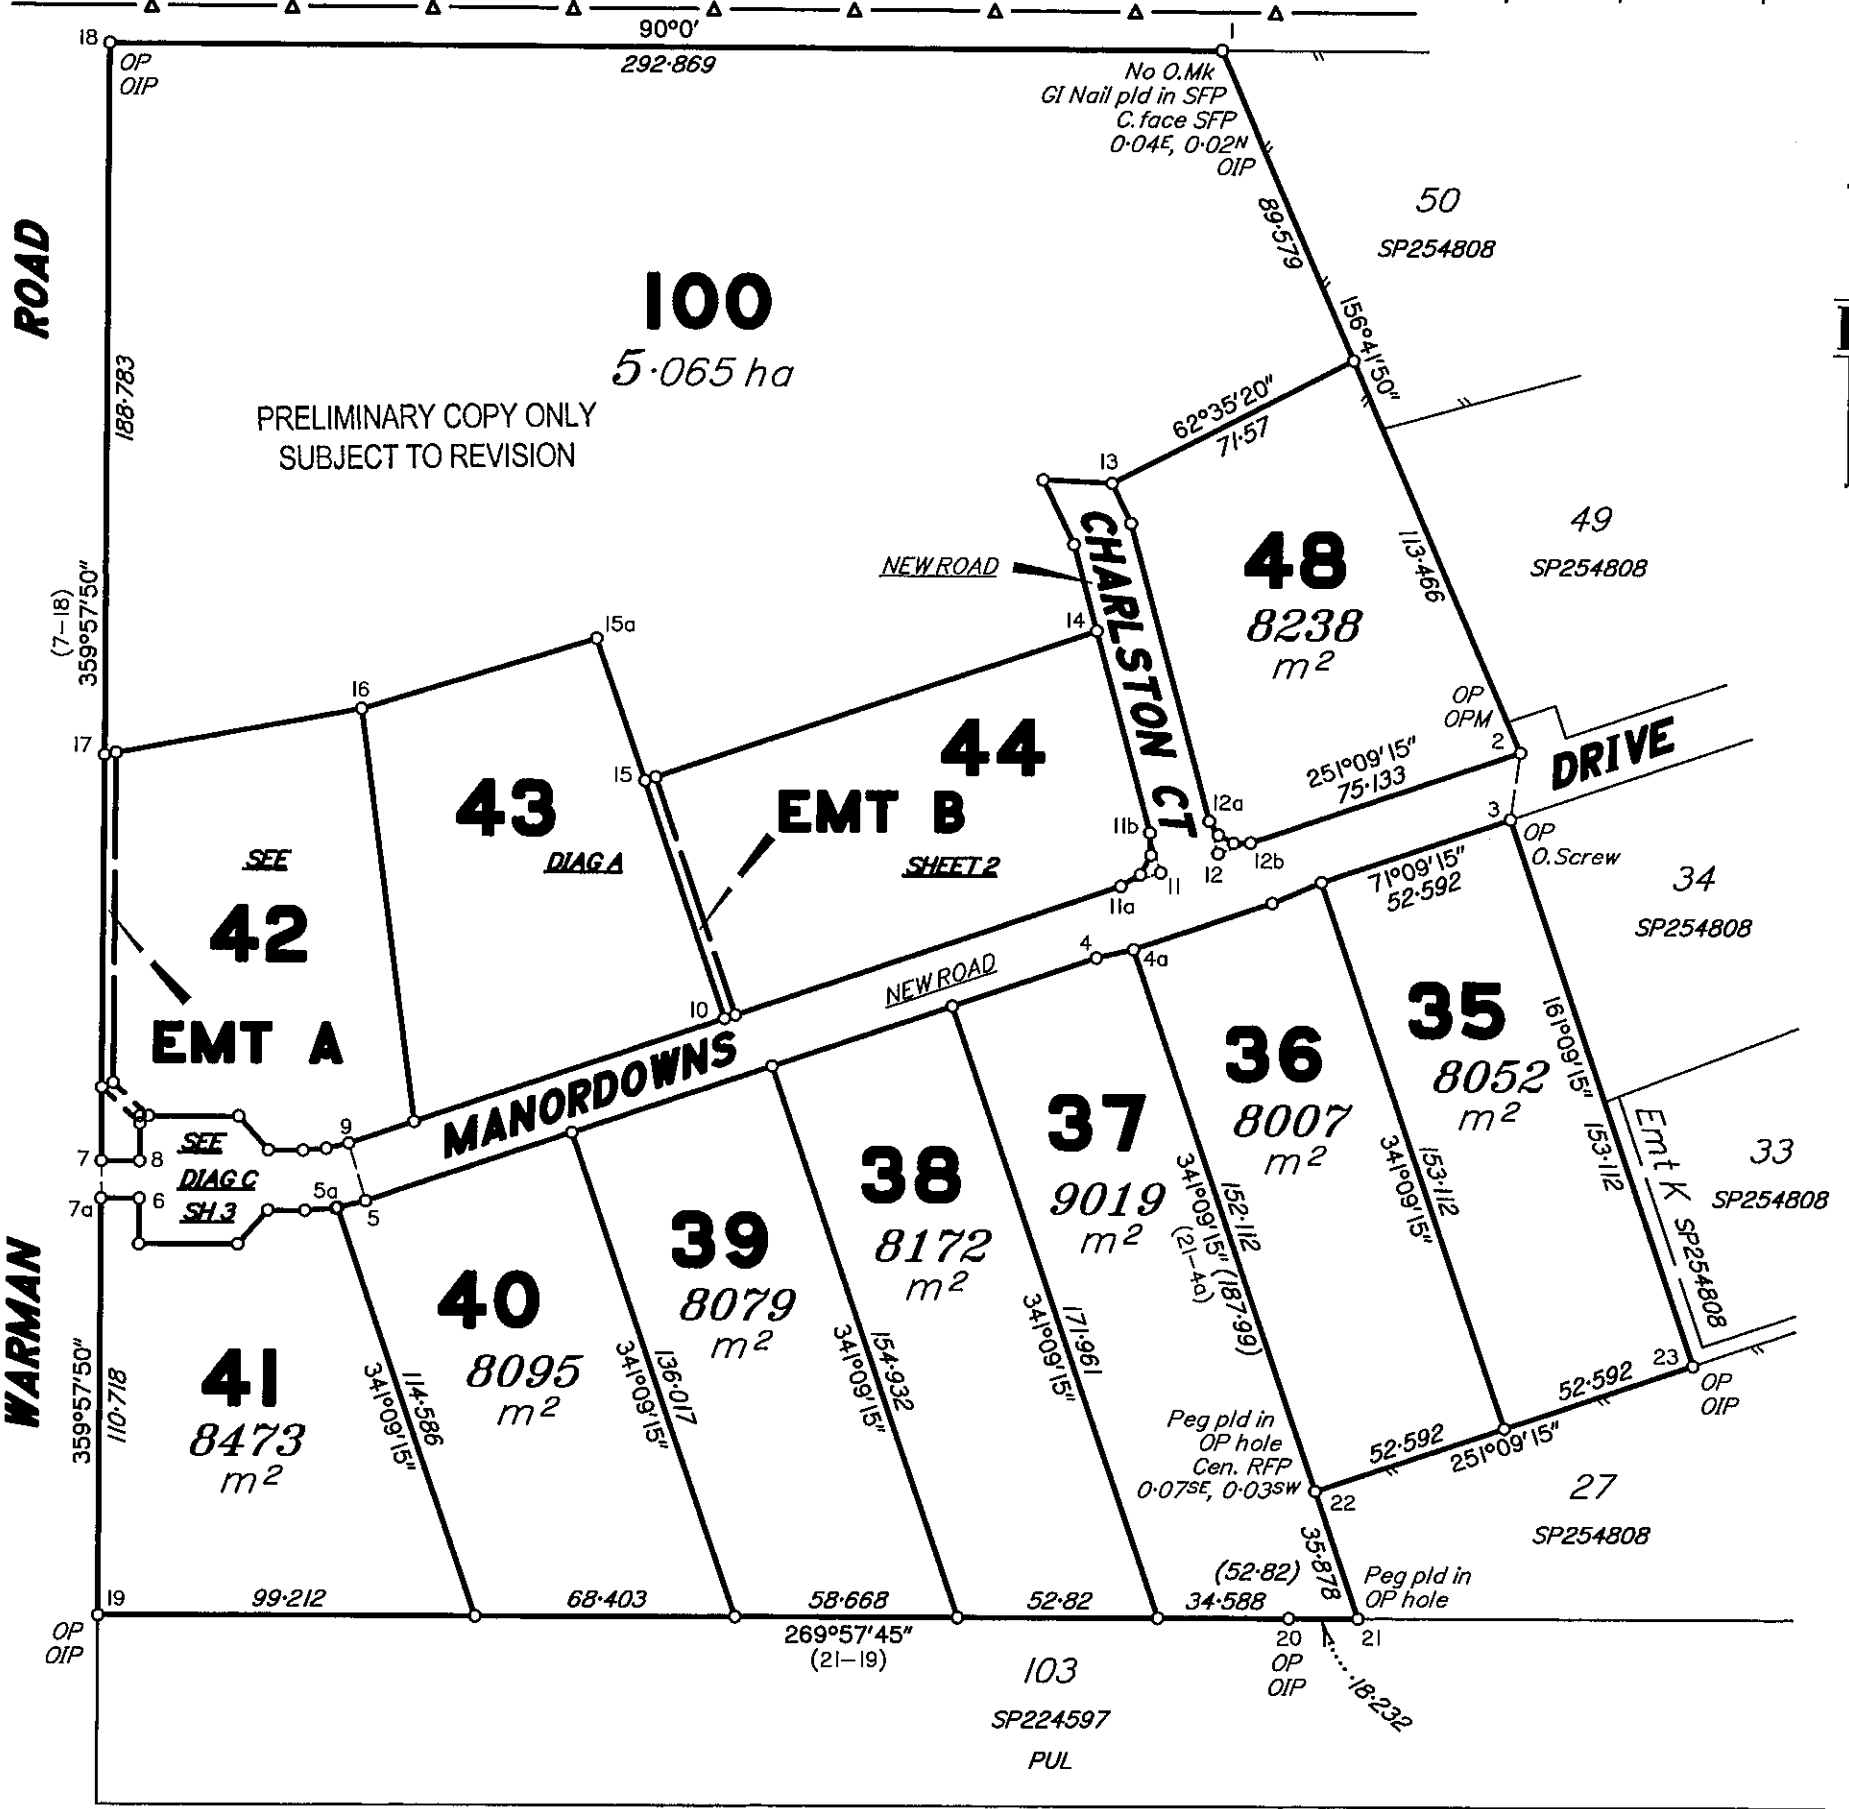 18
90°0'
1
OP
OIP
292·869
No O.Mk
GI Nail pld in SFP
C.face SFP
0·04E, 0·02N
OIP
89·579
50
SP254808
ROAD
100
5·065 ha
188·783
PRELIMINARY COPY ONLY
SUBJECT TO REVISION
156°41'50"
62°35'20"
71·57
13
CHARLSTON CT
NEW ROAD
48
8238
m²
113·466
49
SP254808
(7-18)
359°57'50"
15a
14
16
17
OP
OPM
2
DRIVE
15
44
43
EMT B
251°09'15"
75·133
12a
11b
3
OP
O.Screw
SEE
DIAG A
SHEET 2
11
12
12b
11a
71°09'15"
52·592
34
SP254808
42
4
4a
NEW ROAD
10
EMT A
MANORDOWNS
35
8052
m²
36
8007
m²
161°09'15"
153·112
Emt K SP254808
33
SP254808
9
7
8
SEE
DIAG C
SH.3
5a
5
6
7a
37
9019
m²
38
8172
m²
39
8079
m²
40
8095
m²
41
8473
m²
153·112
341°09'15"
152·112
341°09'15" (187·99)
(21-4a)
171·961
341°09'15"
154·932
341°09'15"
136·017
341°09'15"
114·586
341°09'15"
WARMAN
359°57'50"
110·718
23
OP
OIP
52·592
52·592
251°09'15"
Peg pld in
OP hole
Cen. RFP
0·07SE, 0·03SW
22
27
SP254808
35·878
Peg pld in
OP hole
(52·82)
19
99·212
68·403
58·668
52·82
34·588
OP
OIP
269°57'45"
(21-19)
20
OP
OIP
21
18·232
103
SP224597
PUL